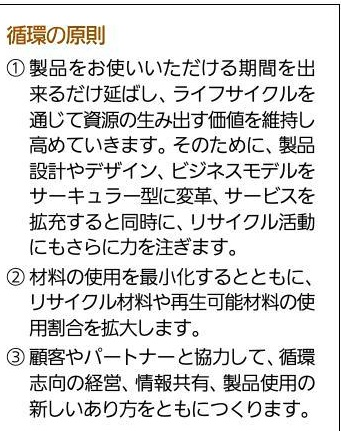 循環の原則
① 製品をお使いいただける期間を出
来るだけ延ばし、ライフサイクルを
通じて資源の生み出す価値を維持し
高めていきます。そのために、製品
設計やデザイン、ビジネスモデルを
サーキュラー型に変革、サービスを
拡充すると同時に、リサイクル活動
にもさらに力を注ぎます。
② 材料の使用を最小化するとともに、
リサイクル材料や再生可能材料の使
用割合を拡大します。
③ 顧客やパートナーと協力して、循環
志向の経営、情報共有、製品使用の
新しいあり方をともにつくります。